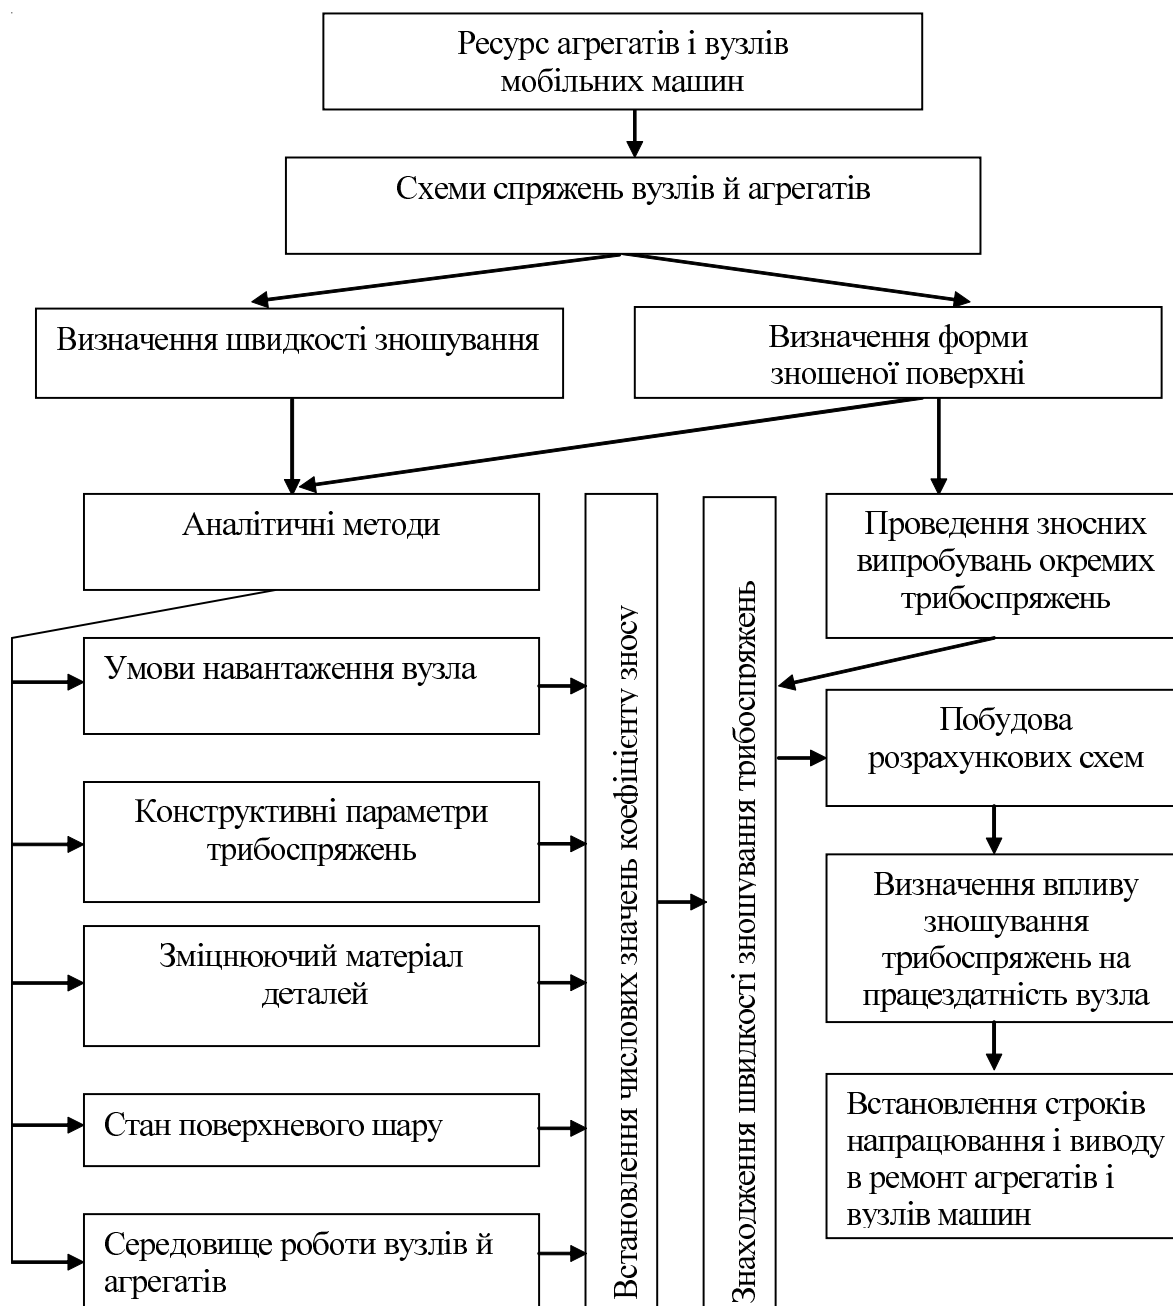 Ресурс агрегатів і вузлів
мобільних машин
Схеми спряжень вузлів й агрегатів
Визначення швидкості зношування
Визначення форми
зношеної поверхні
Аналітичні методи
Проведення зносних
випробувань окремих
трибоспряжень
Умови навантаження вузла
Конструктивні параметри
трибоспряжень
Зміцнюючий матеріал
деталей
Стан поверхневого шару
Середовище роботи вузлів й
агрегатів
Встановлення числових значень коефіцієнту зносу
Знаходження швидкості зношування трибоспряжень
Побудова
розрахункових схем
Визначення впливу
зношування
трибоспряжень на
працездатність вузла
Встановлення строків
напрацювання і виводу
в ремонт агрегатів і
вузлів машин